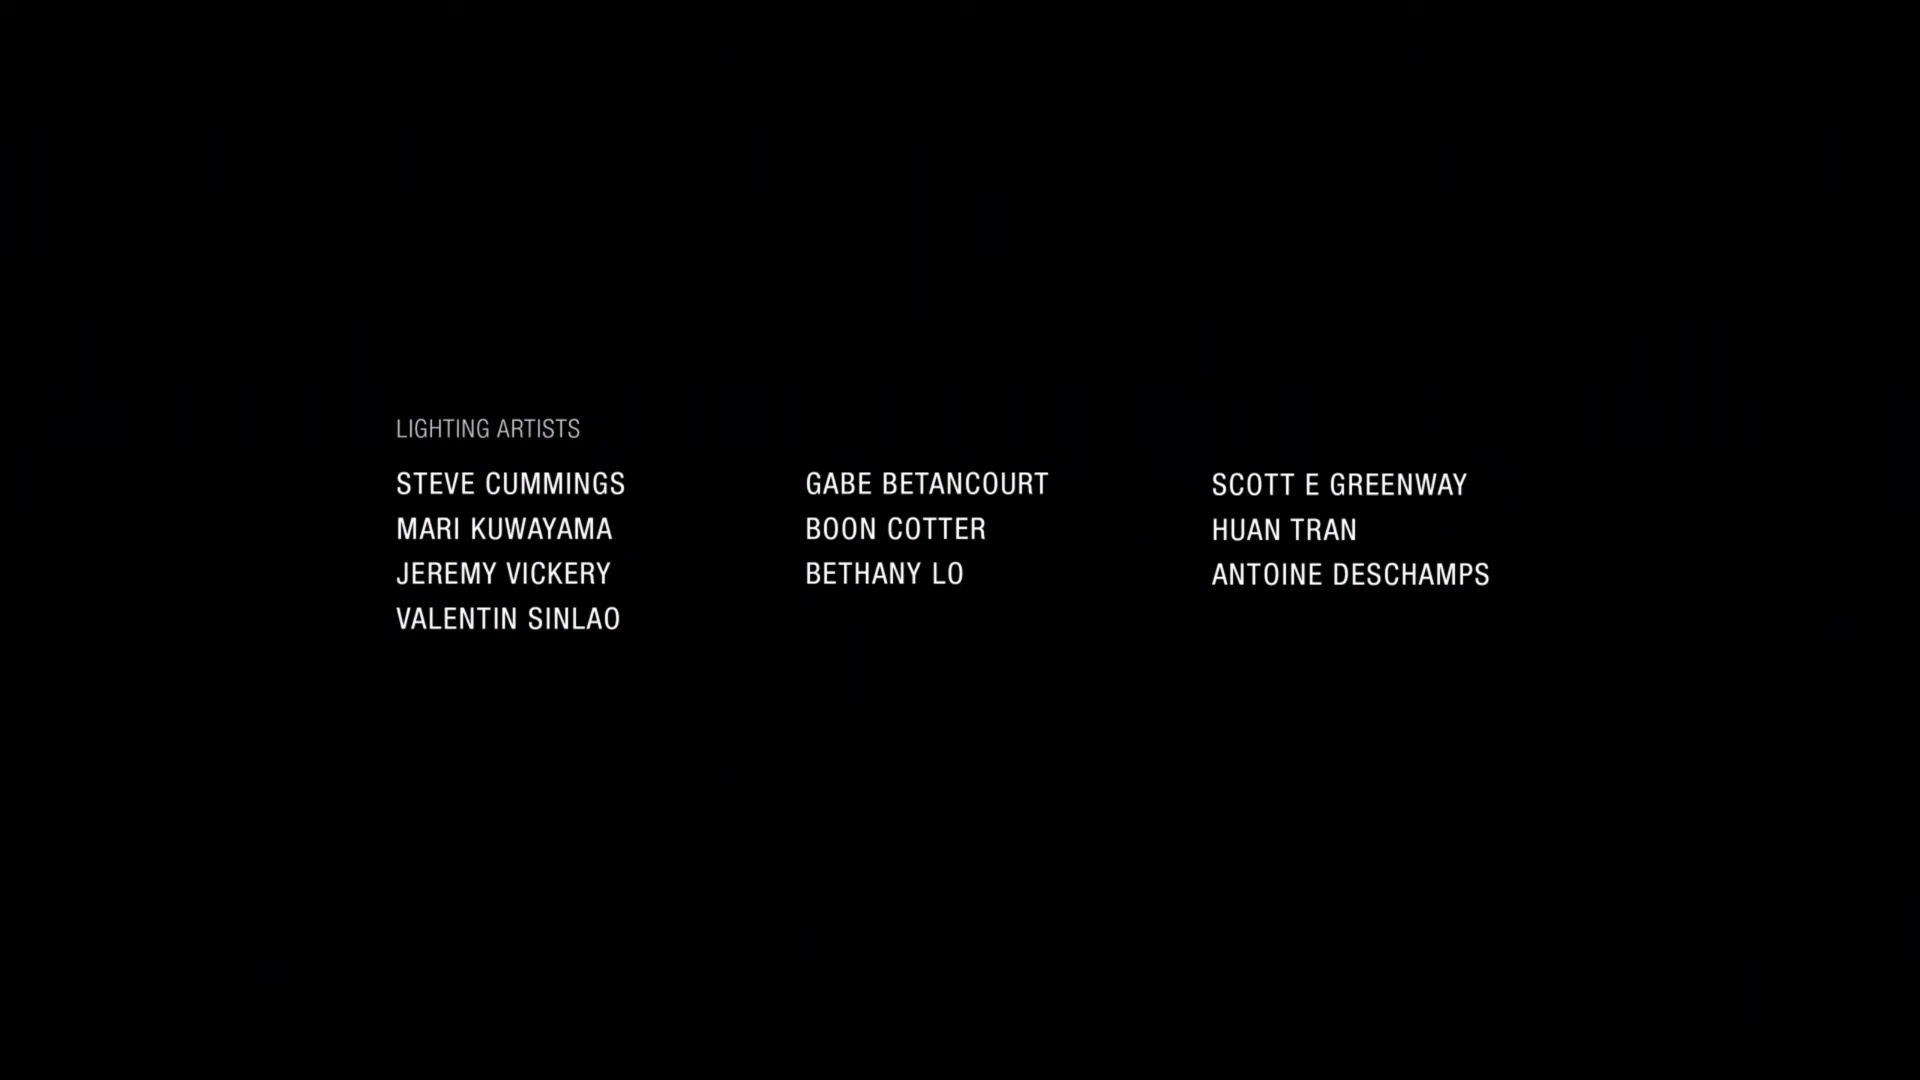 LIGHTING ARTISTS
STEVE CUMMINGS
MARI KUWAYAMA
JEREMY VICKERY
VALENTIN SINLAO
GABE BETANCOURT
BOON COTTER
BETHANY LO
SCOTT E GREENWAY
HUAN TRAN
ANTOINE DESCHAMPS